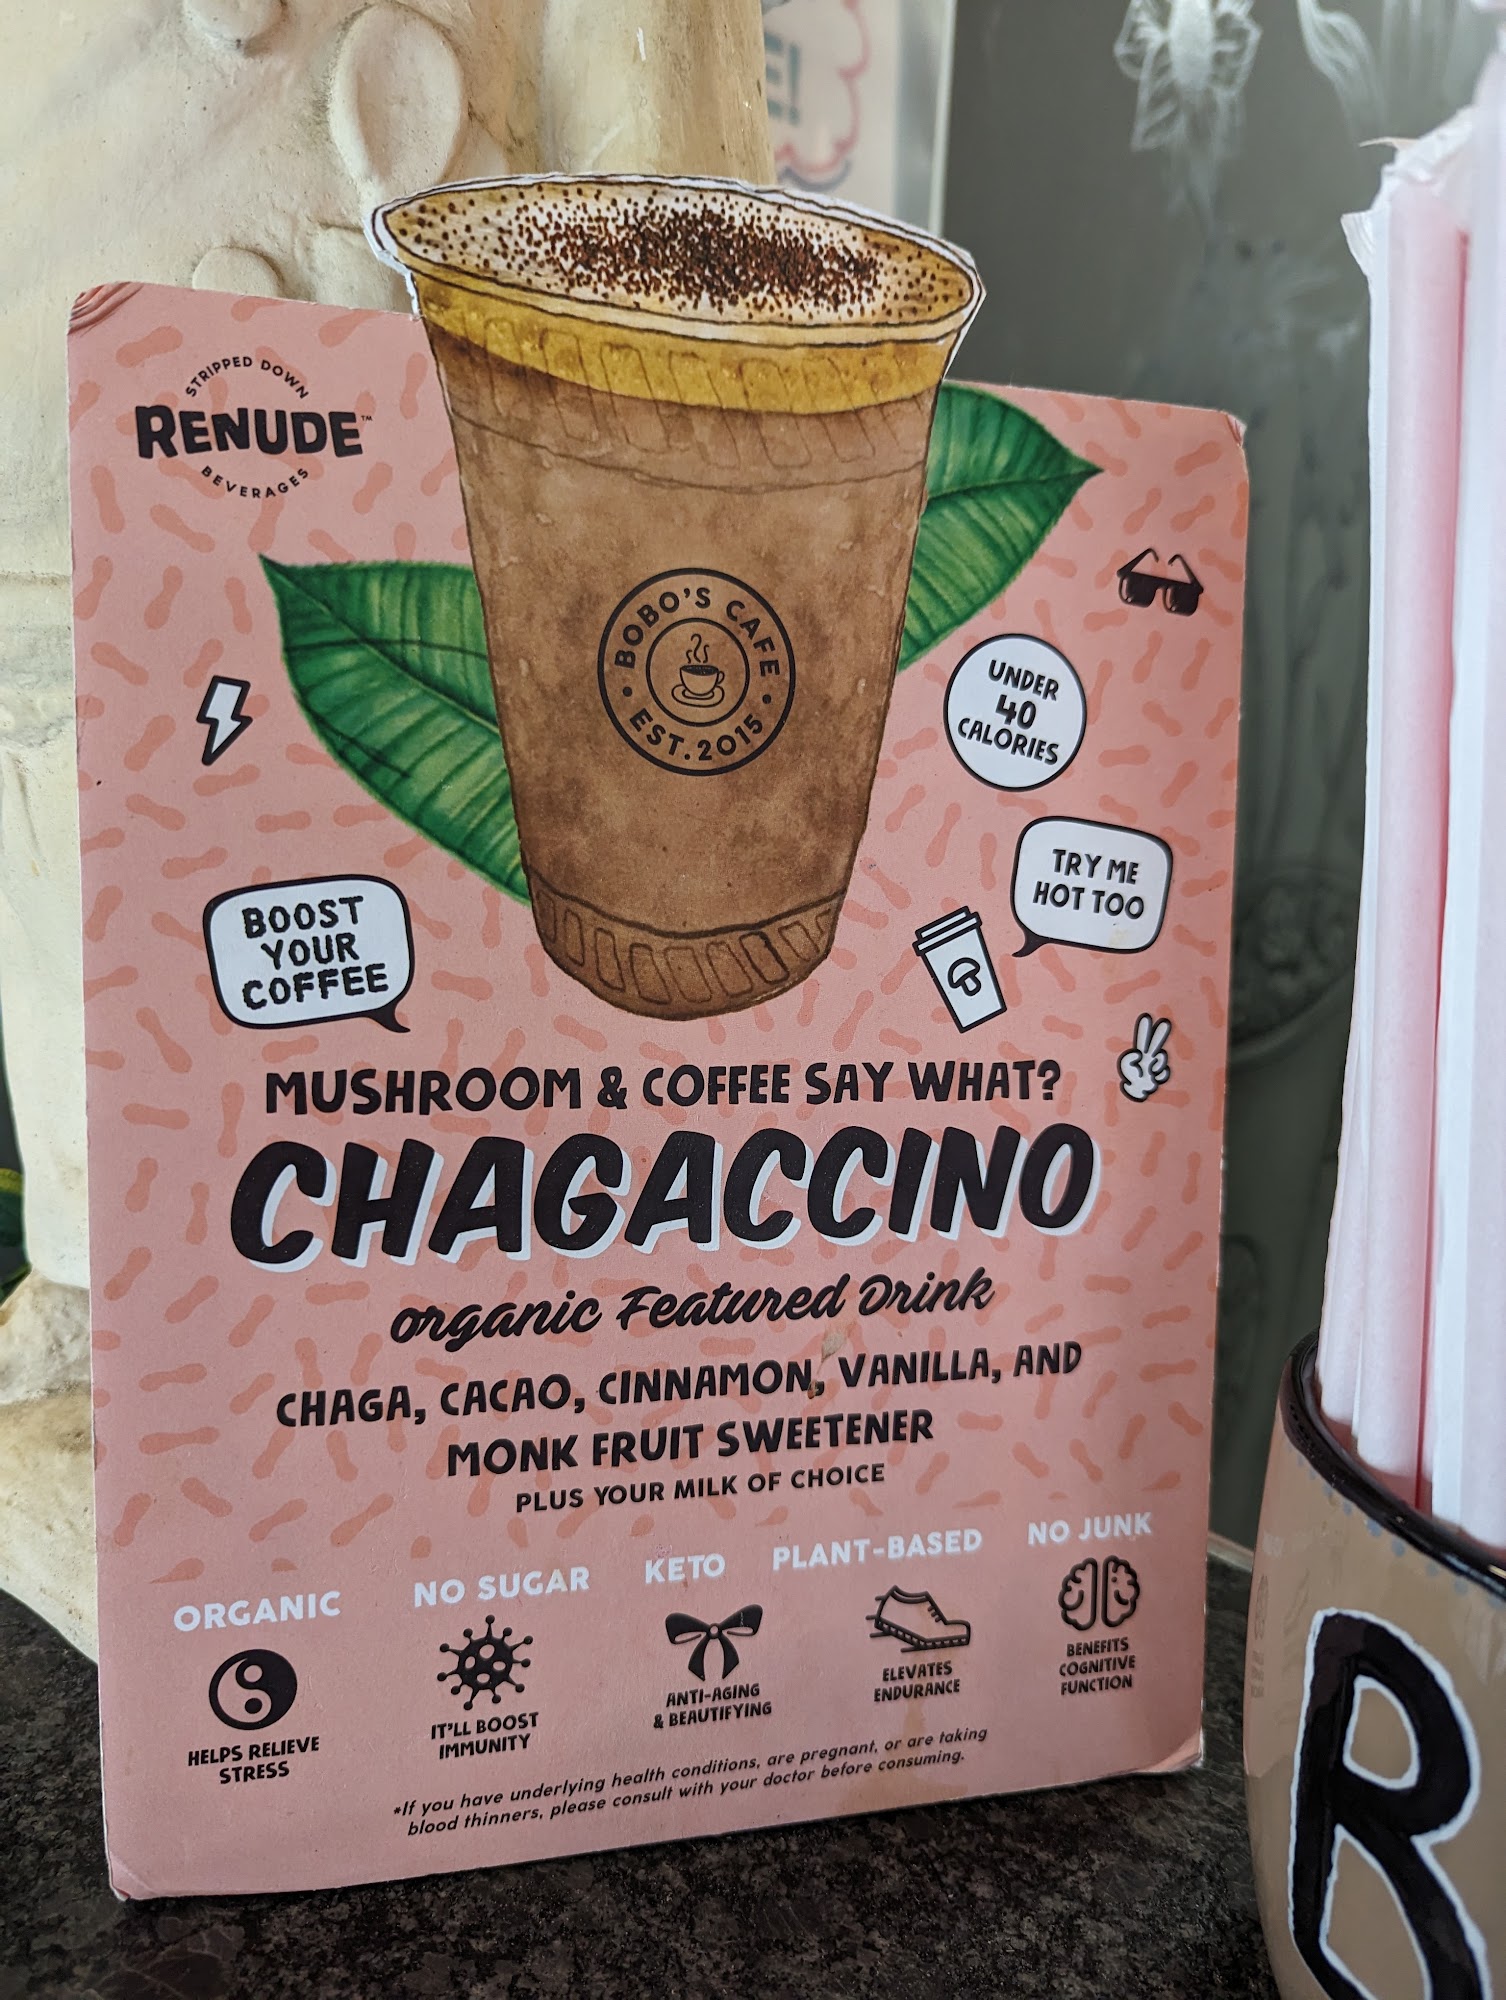 STRIPPED DOWN
RENUDE™
BEVERAGES
BOBO'S CAFE
EST. 2015
UNDER
40
CALORIES
TRY ME
HOT TOO
BOOST
YOUR
COFFEE
MUSHROOM & COFFEE SAY WHAT?
CHAGACCINO
organic Featured Drink
CHAGA, CACAO, CINNAMON, VANILLA, AND
MONK FRUIT SWEETENER
PLUS YOUR MILK OF CHOICE
ORGANIC
NO SUGAR
KETO
PLANT-BASED
NO JUNK
HELPS RELIEVE
STRESS
IT'LL BOOST
IMMUNITY
ANTI-AGING
& BEAUTIFYING
ELEVATES
ENDURANCE
BENEFITS
COGNITIVE
FUNCTION
*If you have underlying health conditions, are pregnant, or are taking
blood thinners, please consult with your doctor before consuming.
R